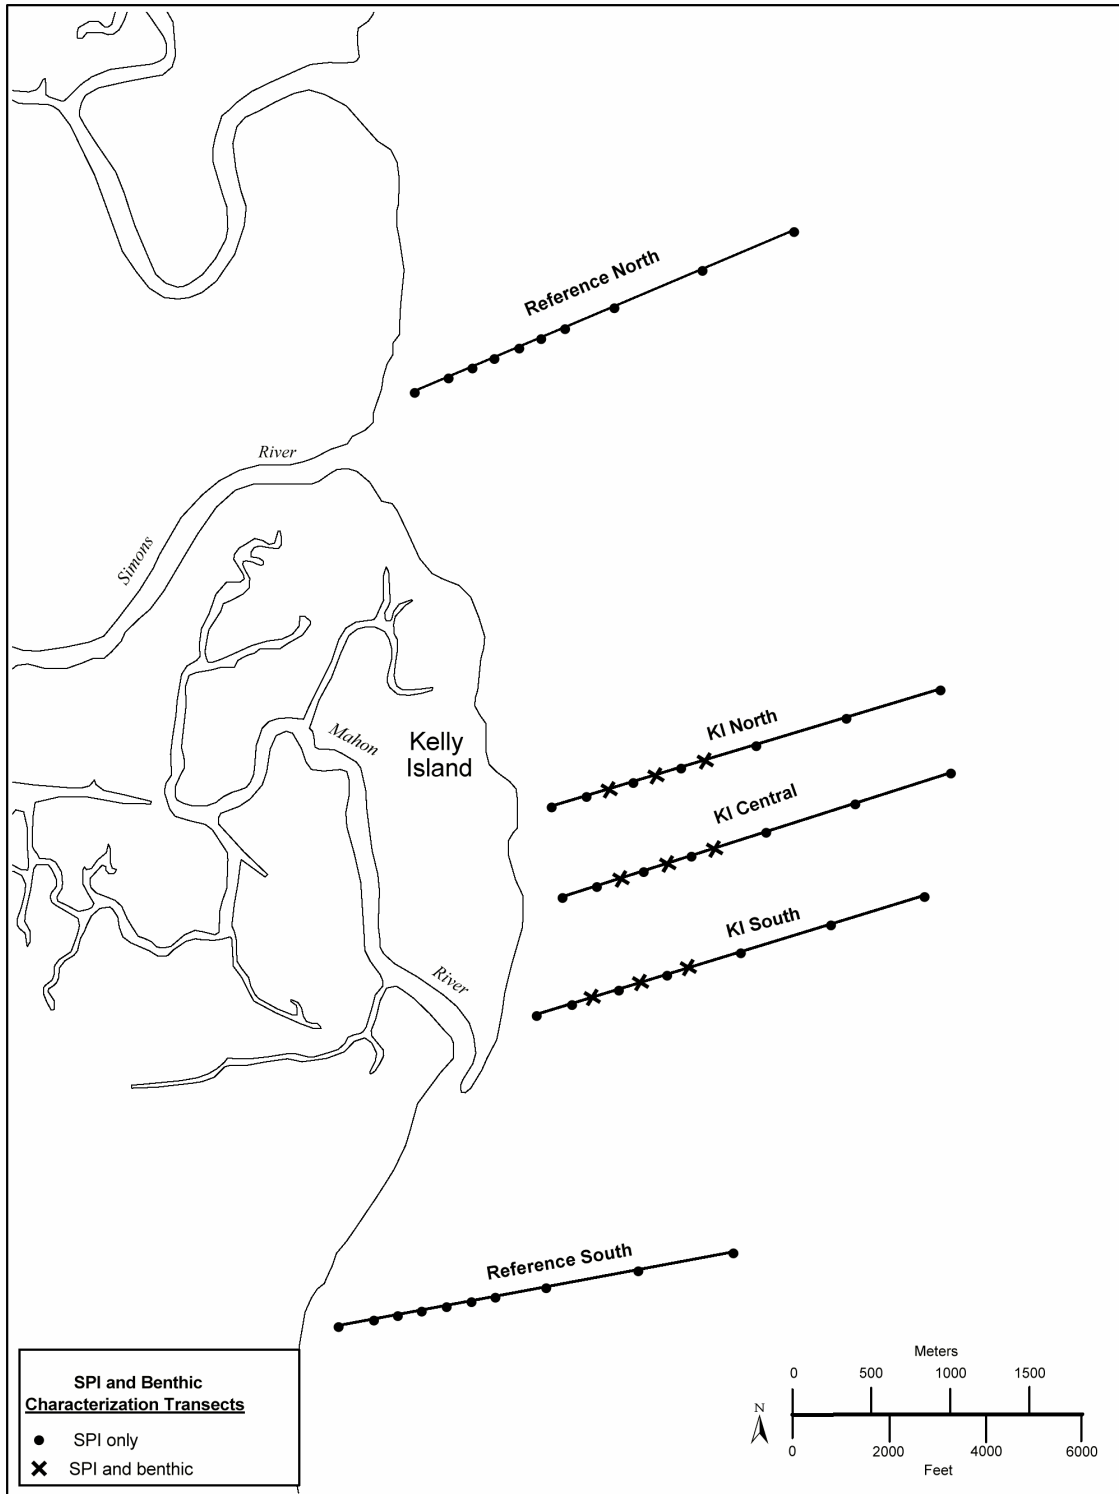 Reference North
River
Simons
Mahon
Kelly
Island
KI North
KI Central
KI South
River
Reference South
SPI and Benthic
Characterization Transects
SPI only
SPI and benthic
Meters
0 500 1000 1500
N
0 2000 4000 6000
Feet